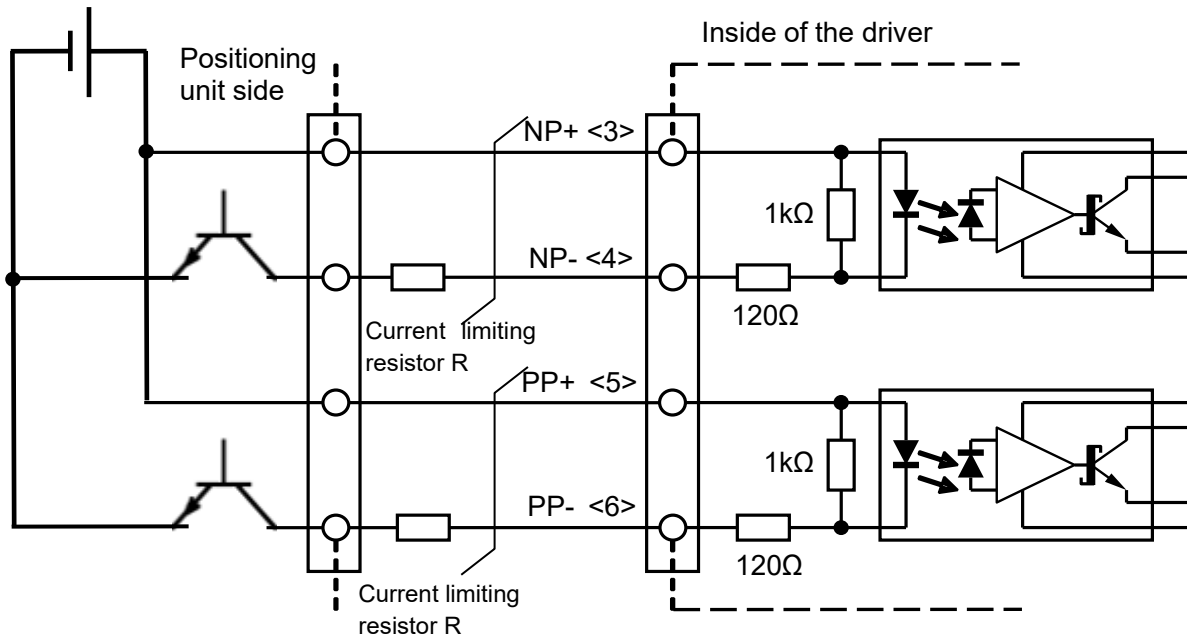 Positioning
unit side
Inside of the driver
NP+ <3>
1kΩ
NP- <4>
120Ω
Current limiting
resistor R
PP+ <5>
1kΩ
PP- <6>
120Ω
Current limiting
resistor R